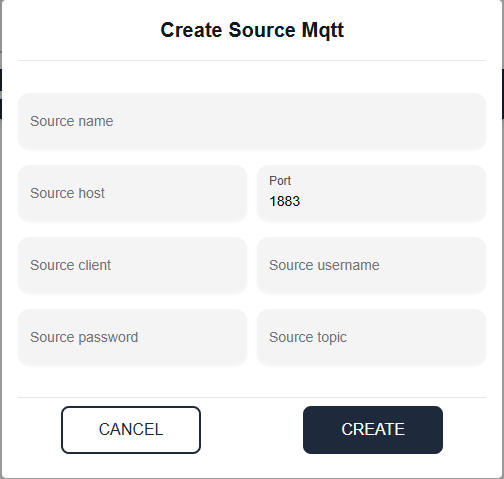 Create Source Mqtt
Source name
Source host
Port
1883
Source client
Source username
Source password
Source topic
CANCEL
CREATE